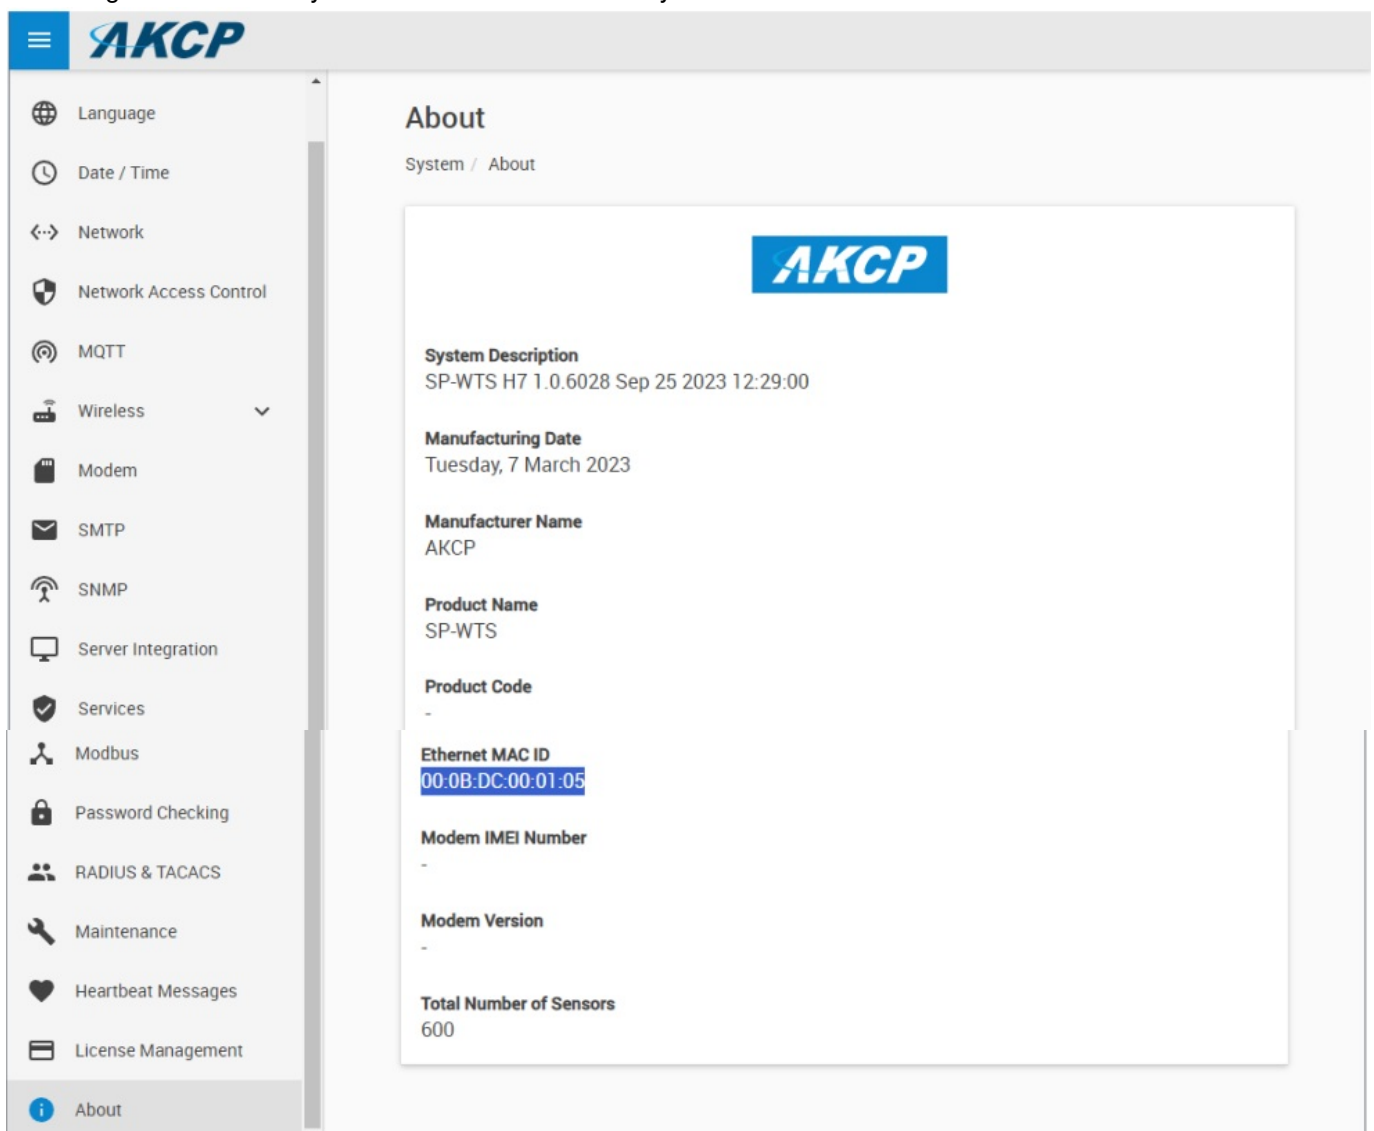 AKCP
Language
Date / Time
Network
Network Access Control
MQTT
Wireless
Modem
SMTP
SNMP
Server Integration
Services
Modbus
Password Checking
RADIUS & TACACS
Maintenance
Heartbeat Messages
License Management
About
About
System / About
AKCP
System Description
SP-WTS H7 1.0.6028 Sep 25 2023 12:29:00
Manufacturing Date
Tuesday, 7 March 2023
Manufacturer Name
AKCP
Product Name
SP-WTS
Product Code
-
Ethernet MAC ID
00:0B:DC:00:01:05
Modem IMEI Number
-
Modem Version
-
Total Number of Sensors
600